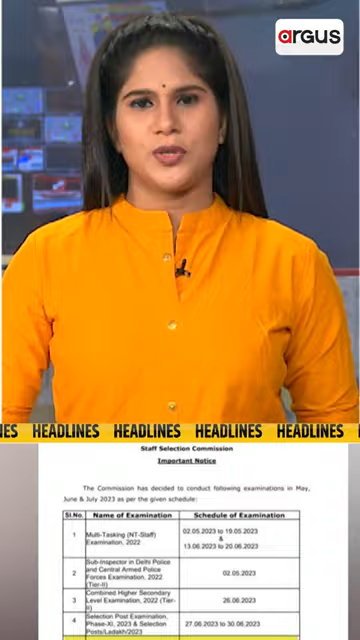 argus
NES HEADLINES HEADLINES HEADLINES HEADL
Staff Selection Commission
Important Notice
The Commission has decided to conduct following examinations in May,
June & July 2023 as per the given schedule:
Sl.No. Name of Examination Schedule of Examination
1 Multi-Tasking (NT-Staff) Examination, 2022 02.05.2023 to 19.05.2023
&
13.06.2023 to 20.06.2023
2 Sub-Inspector in Delhi Police
and Central Armed Police
Forces Examination, 2022
(Tier-II) 02.05.2023
3 Combined Higher Secondary
Level Examination, 2022 (Tier-
II) 26.06.2023
4 Selection Post Examination,
Phase-XI, 2023 & Selection
Posts/Ladakh/2023 27.06.2023 to 30.06.2023